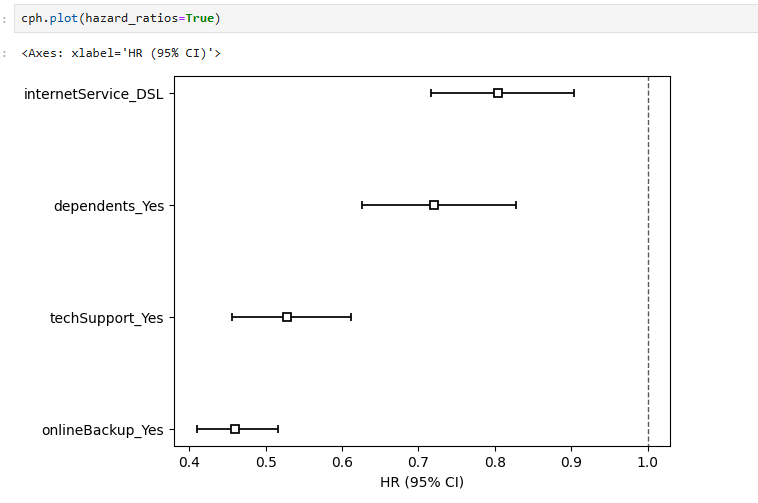 : cph.plot(hazard_ratios=True)
: <Axes: xlabel='HR (95% CI)'>
internetService_DSL
dependents_Yes
techSupport_Yes
onlineBackup_Yes
0.4 0.5 0.6 0.7 0.8 0.9 1.0
HR (95% CI)